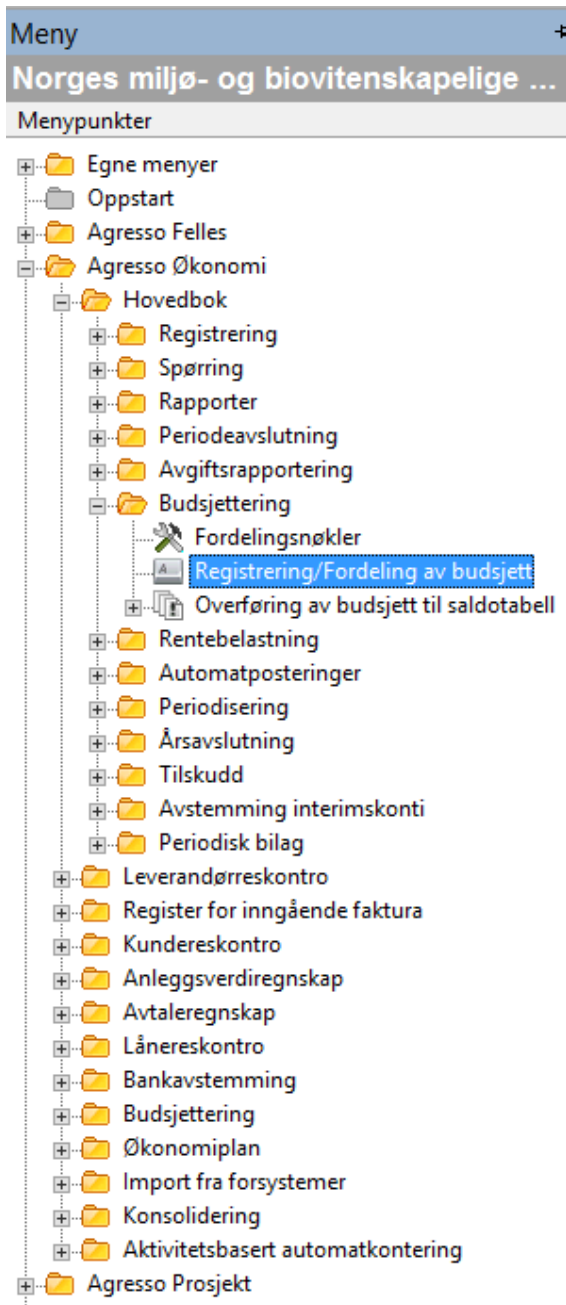 Meny
Norges miljø- og biovitenskapelige ...
Menypunkter
Egne menyer
Oppstart
Agresso Felles
Agresso Økonomi
Hovedbok
Registrering
Spørring
Rapporter
Periodeavslutning
Avgiftsrapportering
Budsjettering
Fordelingsnøkler
Registrering/Fordeling av budsjett
Overføring av budsjett til saldotabell
Rentebelastning
Automatposteringer
Periodisering
Årsavslutning
Tilskudd
Avstemming interimskonti
Periodisk bilag
Leverandørreskontro
Register for inngående faktura
Kundereskontro
Anleggsverdiregnskap
Avtaleregnskap
Lånereskontro
Bankavstemming
Budsjettering
Økonomiplan
Import fra forsystemer
Konsolidering
Aktivitetsbasert automatkontering
Agresso Prosjekt